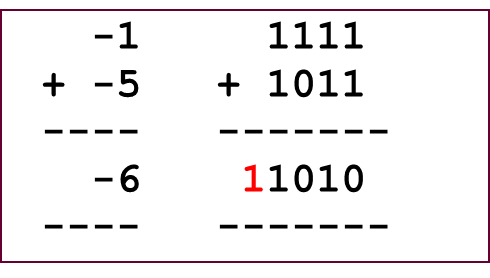 -1     1111
+ -5   + 1011
----   -------
-6    11010
----   -------